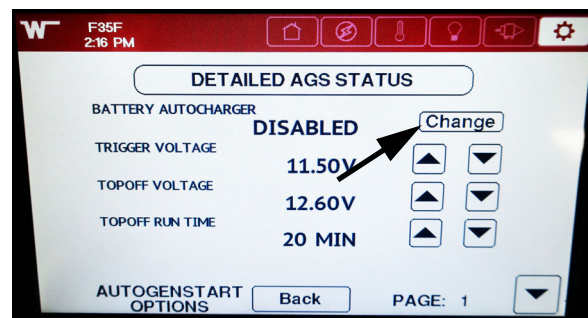 W F35F
2:16 PM
DETAILED AGS STATUS
BATTERY AUTOCHARGER
DISABLED Change
TRIGGER VOLTAGE
11.50V
TOPOFF VOLTAGE
12.60V
TOPOFF RUN TIME
20 MIN
AUTOGENSTART
OPTIONS Back PAGE: 1